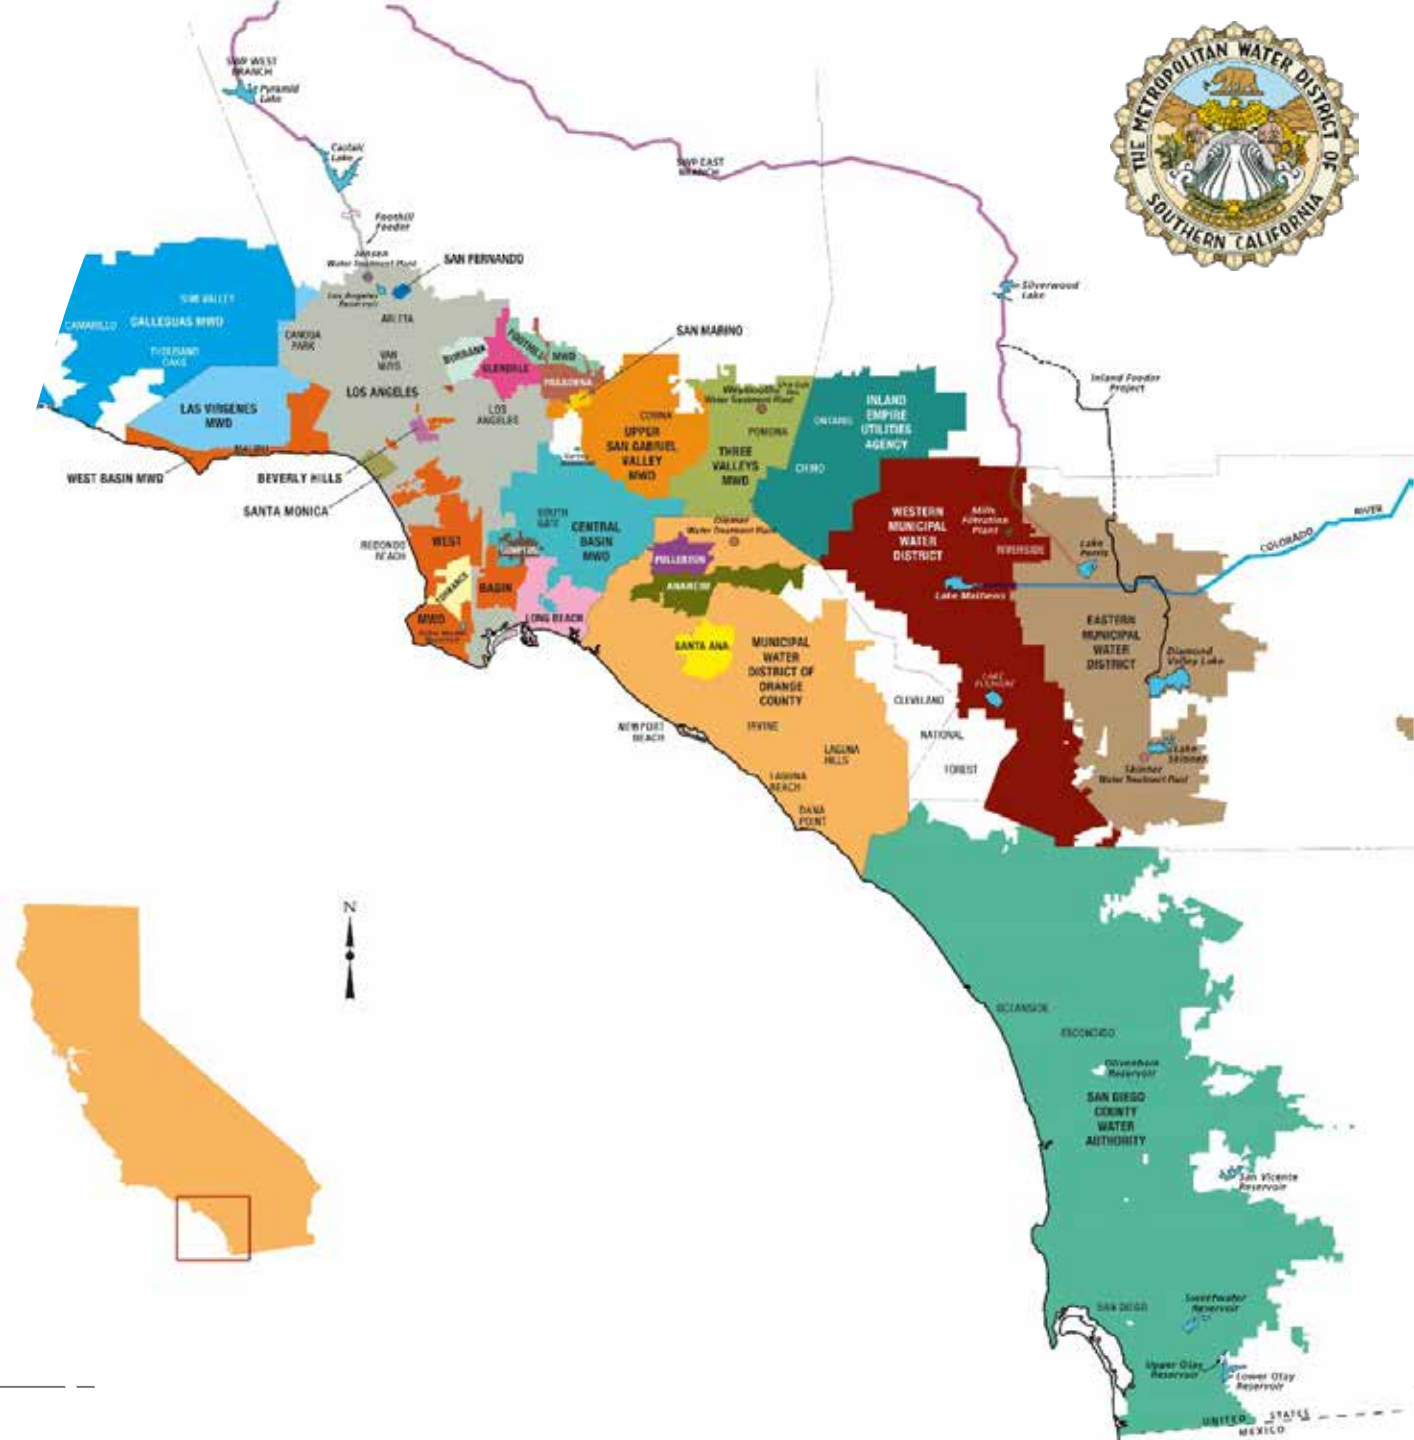 THE METROPOLITAN WATER DISTRICT OF
SOUTHERN CALIFORNIA
SWP WEST
BRANCH
Pyramid
Lake
Castaic
Lake
SWP EAST
BRANCH
Foothill
Feeder
Jensen
Water Treatment Plant
SAN FERNANDO
Los Angeles
Reservoir
Silverwood
Lake
SIMI VALLEY
CAMARILLO
CALLEGUAS MWD
THOUSAND
OAKS
ARLETA
CANOGA
PARK
VAN
NUYS
LOS ANGELES
BURBANK
GLENDALE
FOOTHILL
MWD
PASADENA
SAN MARINO
LOS
ANGELES
LAS VIRGENES
MWD
MALIBU
WEST BASIN MWD
BEVERLY HILLS
SANTA MONICA
COVINA
UPPER
SAN GABRIEL
VALLEY
MWD
Weymouth
Water Treatment Plant
POMONA
THREE
VALLEYS
MWD
ONTARIO
CHINO
INLAND
EMPIRE
UTILITIES
AGENCY
Inland Feeder
Project
REDONDO
BEACH
WEST
BASIN
MWD
TORRANCE
COMPTON
SOUTH
GATE
CENTRAL
BASIN
MWD
LONG BEACH
Diemer
Water Treatment Plant
FULLERTON
ANAHEIM
SANTA ANA
MUNICIPAL
WATER
DISTRICT OF
ORANGE
COUNTY
WESTERN
MUNICIPAL
WATER
DISTRICT
Mills
Filtration
Plant
RIVERSIDE
Lake
Perris
Lake Mathews
COLORADO
RIVER
EASTERN
MUNICIPAL
WATER
DISTRICT
Diamond
Valley Lake
LAKE
ELSINORE
Lake
Skinner
Skinner
Water Treatment Plant
CLEVELAND
NATIONAL
FOREST
NEWPORT
BEACH
IRVINE
LAGUNA
HILLS
LAGUNA
BEACH
DANA
POINT
N
OCEANSIDE
ESCONDIDO
Olivenhain
Reservoir
SAN DIEGO
COUNTY
WATER
AUTHORITY
San Vicente
Reservoir
SAN DIEGO
Sweetwater
Reservoir
Upper Otay
Reservoir
Lower Otay
Reservoir
UNITED STATES
MEXICO